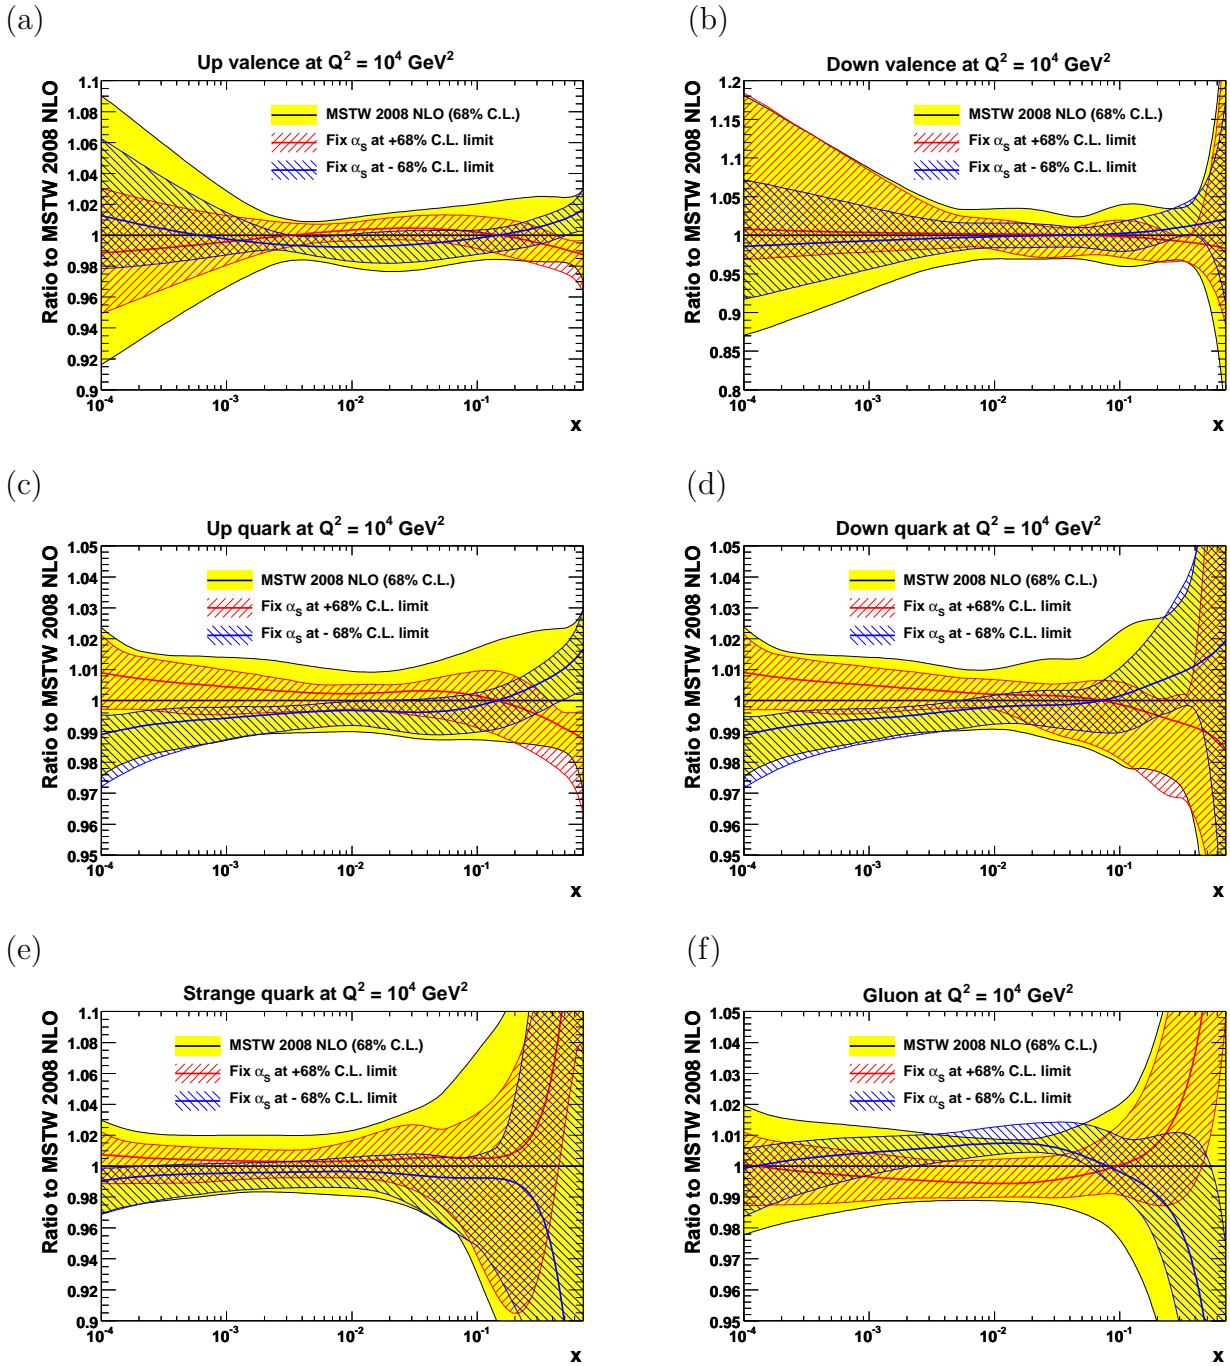 (a)
Up valence at Q² = 10⁴ GeV²
Ratio to MSTW 2008 NLO
1.1
1.08
1.06
1.04
1.02
1
0.98
0.96
0.94
0.92
0.9
MSTW 2008 NLO (68% C.L.)
Fix αS at +68% C.L. limit
Fix αS at - 68% C.L. limit
10⁻⁴
10⁻³
10⁻²
10⁻¹
x
(b)
Down valence at Q² = 10⁴ GeV²
Ratio to MSTW 2008 NLO
1.2
1.15
1.1
1.05
1
0.95
0.9
0.85
0.8
MSTW 2008 NLO (68% C.L.)
Fix αS at +68% C.L. limit
Fix αS at - 68% C.L. limit
10⁻⁴
10⁻³
10⁻²
10⁻¹
x
(c)
Up quark at Q² = 10⁴ GeV²
Ratio to MSTW 2008 NLO
1.05
1.04
1.03
1.02
1.01
1
0.99
0.98
0.97
0.96
0.95
MSTW 2008 NLO (68% C.L.)
Fix αS at +68% C.L. limit
Fix αS at - 68% C.L. limit
10⁻⁴
10⁻³
10⁻²
10⁻¹
x
(d)
Down quark at Q² = 10⁴ GeV²
Ratio to MSTW 2008 NLO
1.05
1.04
1.03
1.02
1.01
1
0.99
0.98
0.97
0.96
0.95
MSTW 2008 NLO (68% C.L.)
Fix αS at +68% C.L. limit
Fix αS at - 68% C.L. limit
10⁻⁴
10⁻³
10⁻²
10⁻¹
x
(e)
Strange quark at Q² = 10⁴ GeV²
Ratio to MSTW 2008 NLO
1.1
1.08
1.06
1.04
1.02
1
0.98
0.96
0.94
0.92
0.9
MSTW 2008 NLO (68% C.L.)
Fix αS at +68% C.L. limit
Fix αS at - 68% C.L. limit
10⁻⁴
10⁻³
10⁻²
10⁻¹
x
(f)
Gluon at Q² = 10⁴ GeV²
Ratio to MSTW 2008 NLO
1.05
1.04
1.03
1.02
1.01
1
0.99
0.98
0.97
0.96
0.95
MSTW 2008 NLO (68% C.L.)
Fix αS at +68% C.L. limit
Fix αS at - 68% C.L. limit
10⁻⁴
10⁻³
10⁻²
10⁻¹
x